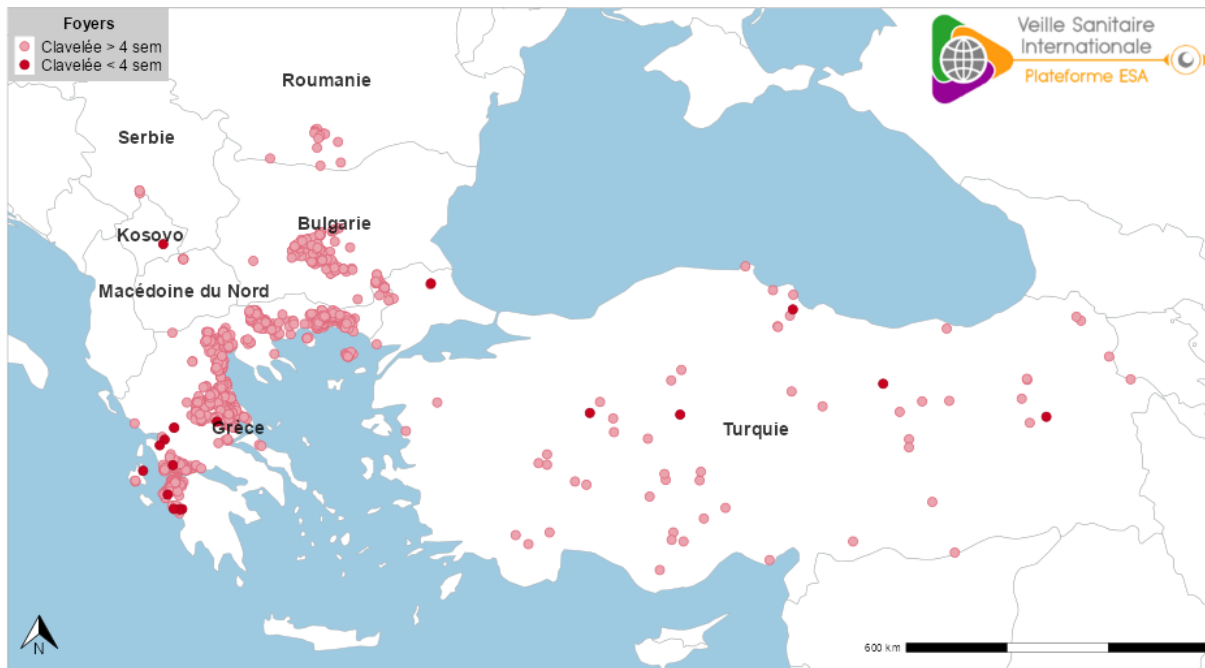 Foyers
Clavelée > 4 sem
Clavelée < 4 sem
Veille Sanitaire
Internationale
Plateforme ESA
Roumanie
Serbie
Bulgarie
Kosovo
Macédoine du Nord
Grèce
Turquie
N
600 km